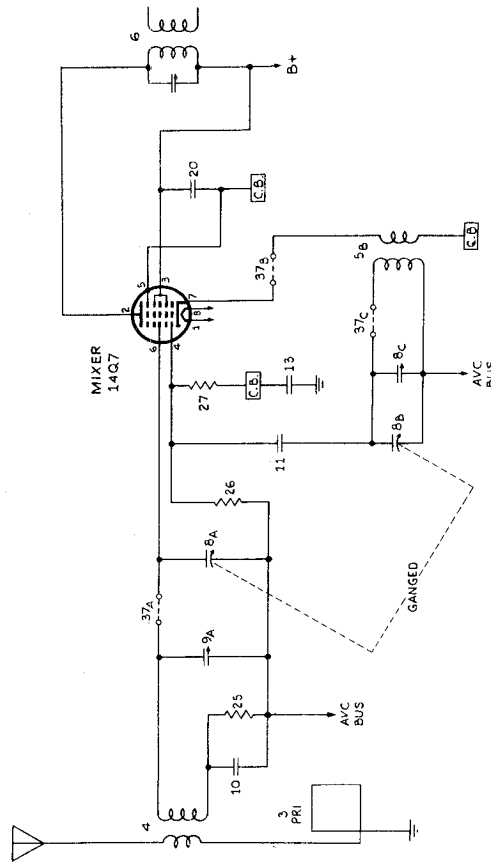 6
B+
20
C.B.
MIXER
14Q7
2
5
3
6
4
7
8
1
37B
5B
C.B.
37C
8C
8B
AVC
BUS
27
C.B.
13
11
26
8A
37A
9A
GANGED
25
10
AVC
BUS
4
3
PRI